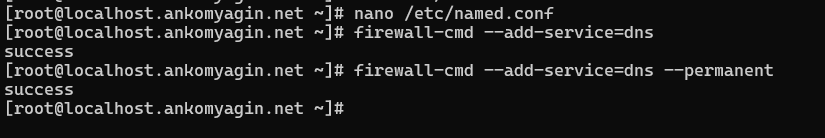 [root@localhost.ankomyagin.net ~]# nano /etc/named.conf
[root@localhost.ankomyagin.net ~]# firewall-cmd --add-service=dns
success
[root@localhost.ankomyagin.net ~]# firewall-cmd --add-service=dns --permanent
success
[root@localhost.ankomyagin.net ~]#